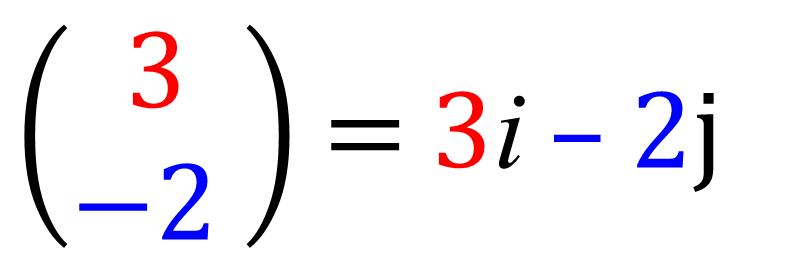 (3
−2) = 3i − 2j